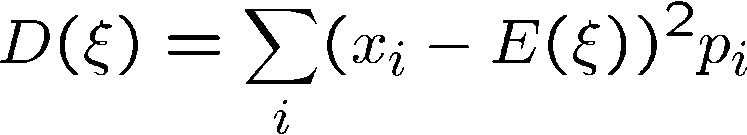 D(ξ) = ∑_i (x_i − E(ξ))² p_i